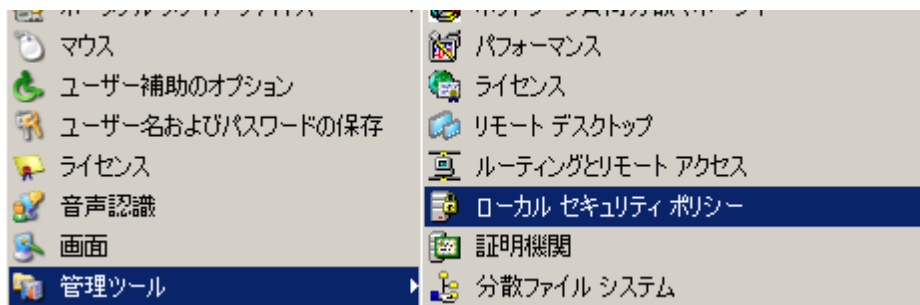 マウス
ユーザー補助のオプション
ユーザー名およびパスワードの保存
ライセンス
音声認識
画面
管理ツール
パフォーマンス
ライセンス
リモート デスクトップ
ルーティングとリモート アクセス
ローカル セキュリティ ポリシー
証明機関
分散ファイル システム